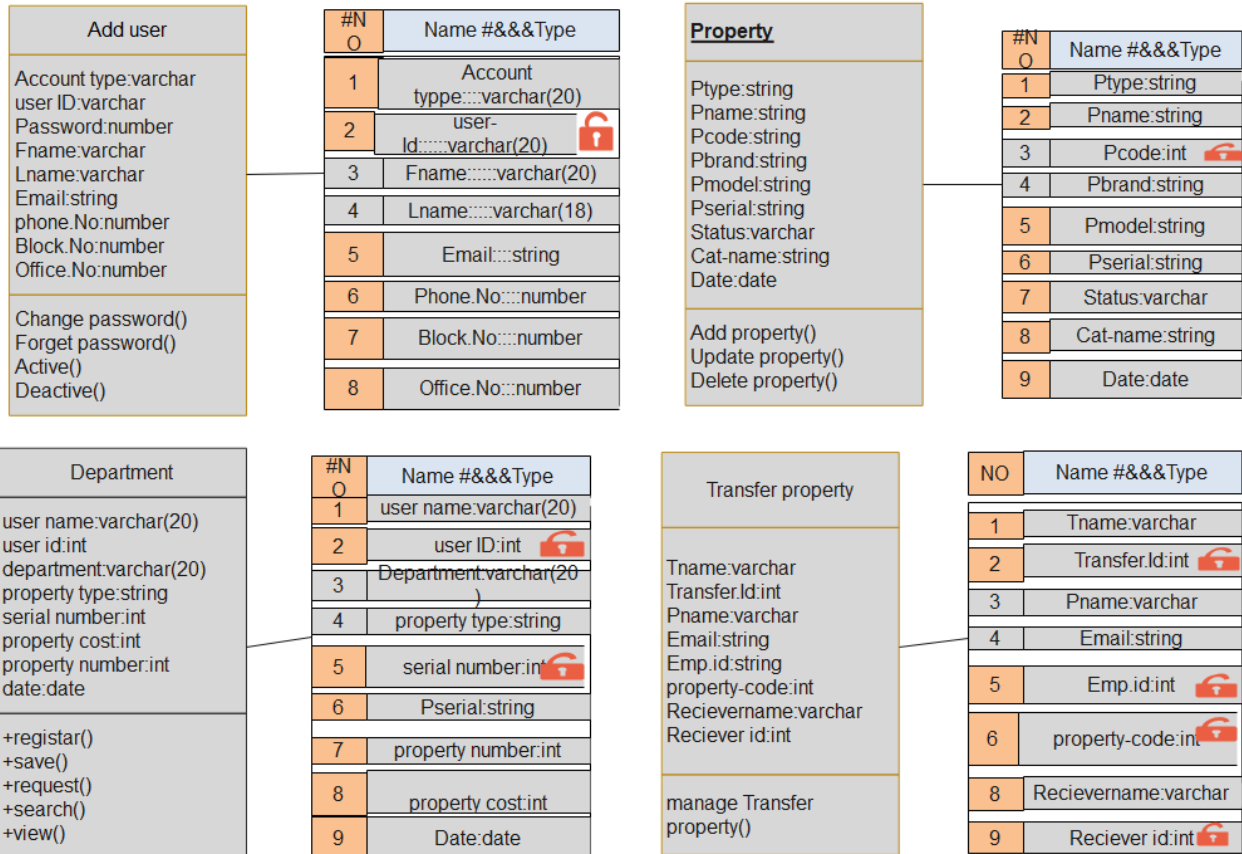 Add user
Account type:varchar
user ID:varchar
Password:number
Fname:varchar
Lname:varchar
Email:string
phone.No:number
Block.No:number
Office.No:number
Change password()
Forget password()
Active()
Deactive()
#N
O
Name #&&&Type
1
Account
typpe::::varchar(20)
2
user-
Id::::::varchar(20)
3
Fname::::::varchar(20)
4
Lname:::::varchar(18)
5
Email::::string
6
Phone.No::::number
7
Block.No::::number
8
Office.No:::number
Property
Ptype:string
Pname:string
Pcode:string
Pbrand:string
Pmodel:string
Pserial:string
Status:varchar
Cat-name:string
Date:date
Add property()
Update property()
Delete property()
#N
O
Name #&&&Type
1
Ptype:string
2
Pname:string
3
Pcode:int
4
Pbrand:string
5
Pmodel:string
6
Pserial:string
7
Status:varchar
8
Cat-name:string
9
Date:date
Department
user name:varchar(20)
user id:int
department:varchar(20)
property type:string
serial number:int
property cost:int
property number:int
date:date
+registar()
+save()
+request()
+search()
+view()
#N
O
Name #&&&Type
1
user name:varchar(20)
2
user ID:int
3
Department:varchar(20
)
4
property type:string
5
serial number:int
6
Pserial:string
7
property number:int
8
property cost:int
9
Date:date
Transfer property
Tname:varchar
Transfer.Id:int
Pname:varchar
Email:string
Emp.id:string
property-code:int
Recievername:varchar
Reciever id:int
manage Transfer
property()
NO
Name #&&&Type
1
Tname:varchar
2
Transfer.Id:int
3
Pname:varchar
4
Email:string
5
Emp.id:int
6
property-code:int
8
Recievername:varchar
9
Reciever id:int